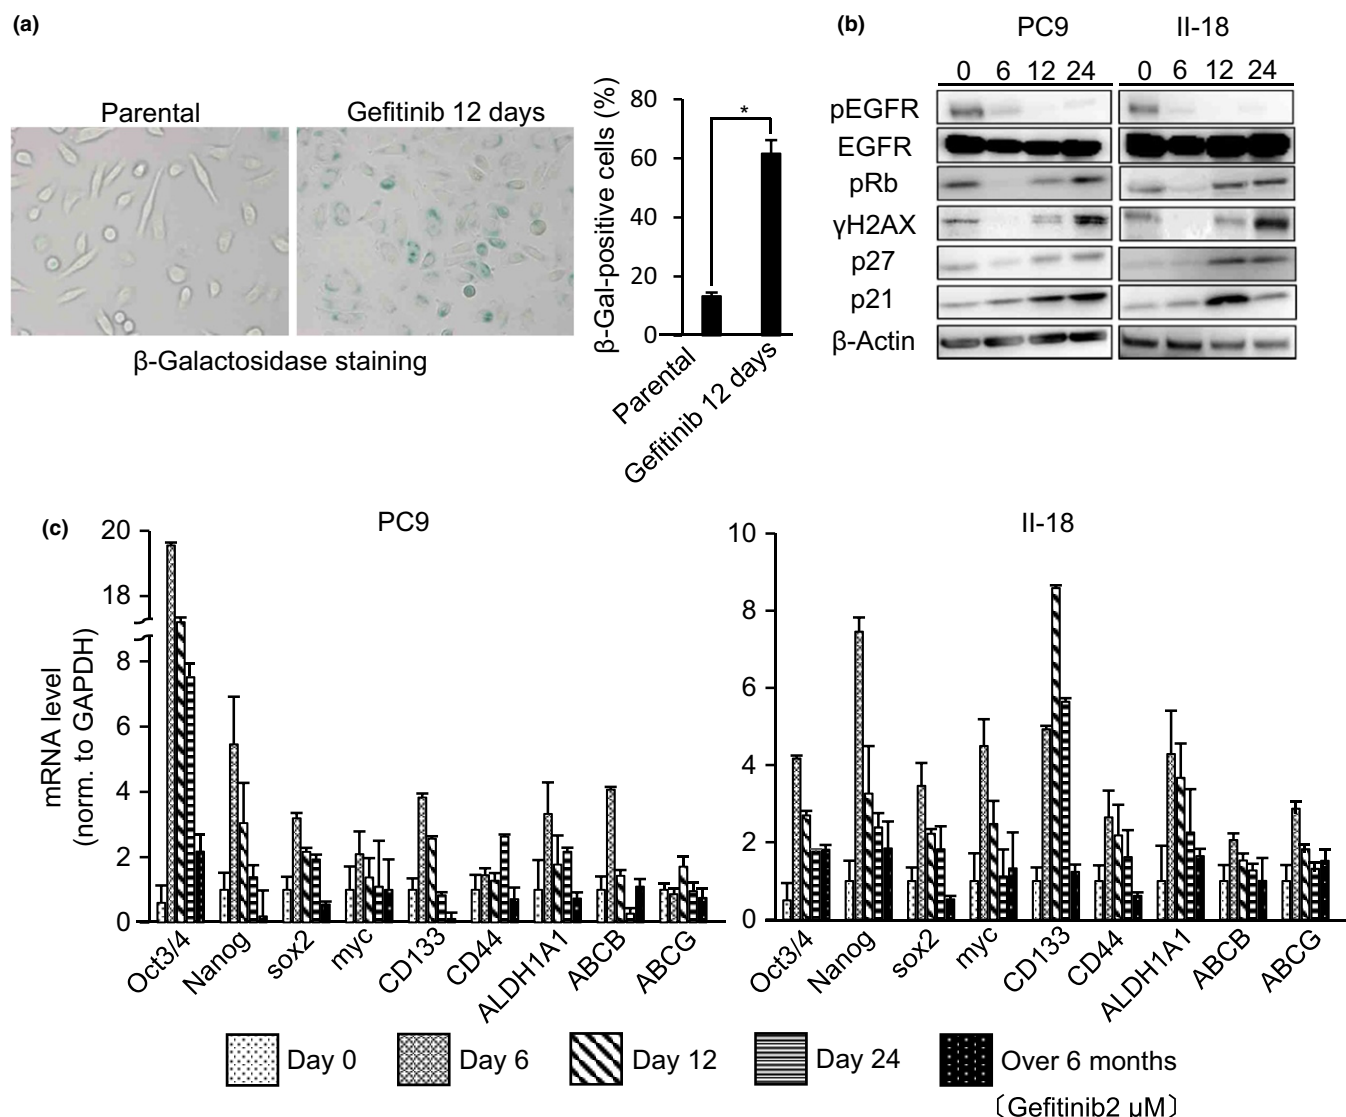 (a)
Parental
Gefitinib 12 days
β-Galactosidase staining
β-Gal-positive cells (%)
80
60
40
20
0
*
Parental
Gefitinib 12 days
(b)
PC9
II-18
0 6 12 24
0 6 12 24
pEGFR
EGFR
pRb
γH2AX
p27
p21
β-Actin
(c)
PC9
mRNA level
(norm. to GAPDH)
20
18
8
6
4
2
0
Oct3/4
Nanog
sox2
myc
CD133
CD44
ALDH1A1
ABCB
ABCG
II-18
10
8
6
4
2
0
Oct3/4
Nanog
sox2
myc
CD133
CD44
ALDH1A1
ABCB
ABCG
Day 0
Day 6
Day 12
Day 24
Over 6 months
〔Gefitinib2 μM〕